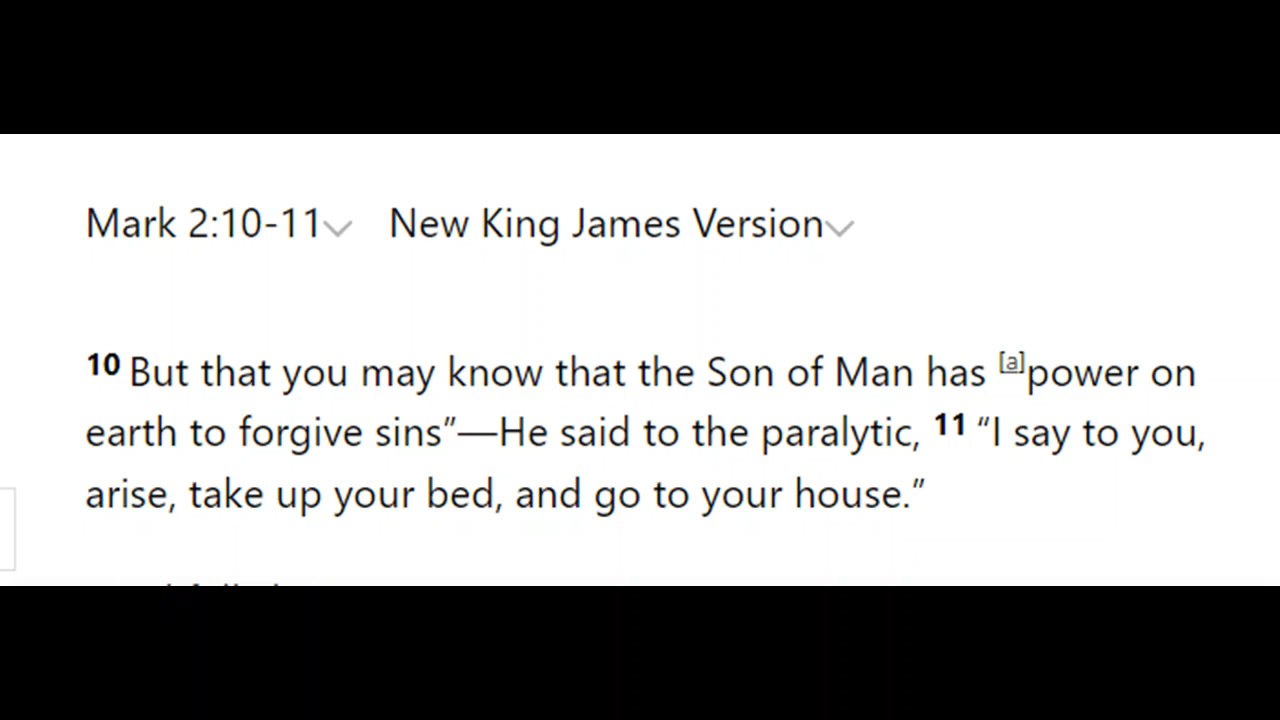 Mark 2:10-11 New King James Version
10 But that you may know that the Son of Man has [a]power on
earth to forgive sins”—He said to the paralytic, 11 “I say to you,
arise, take up your bed, and go to your house.”